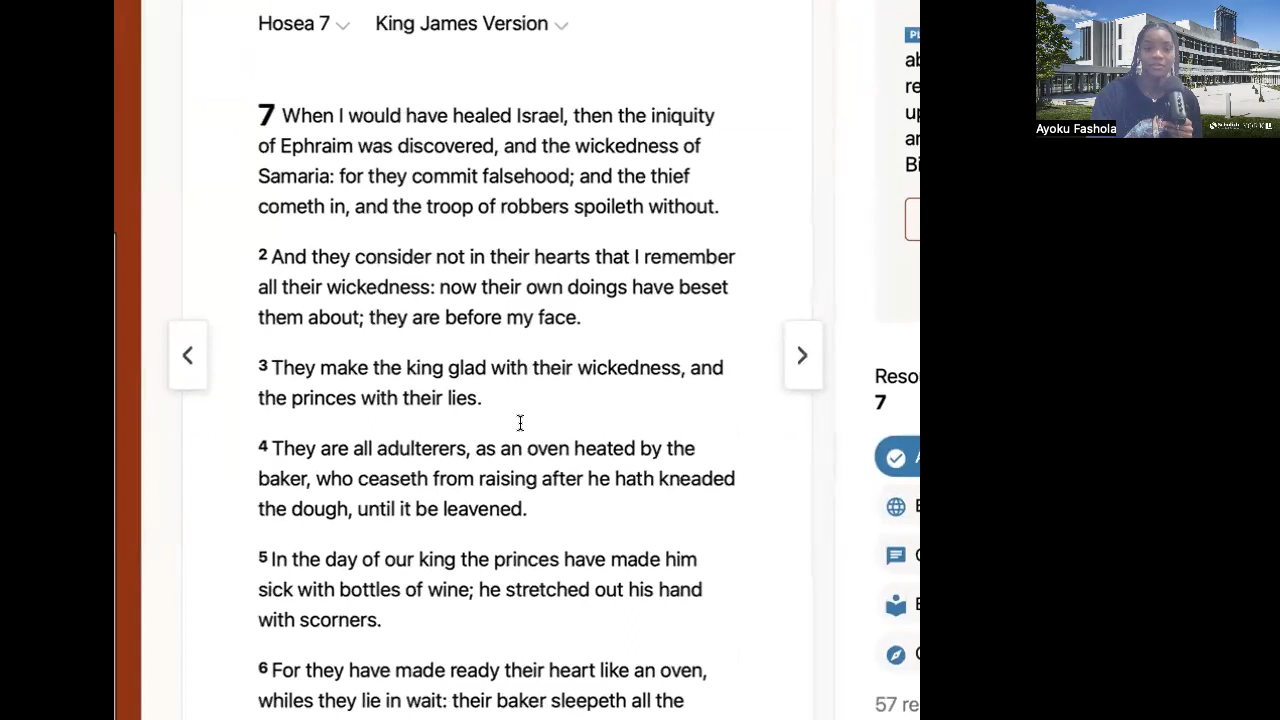 Hosea 7 King James Version
7 When I would have healed Israel, then the iniquity
of Ephraim was discovered, and the wickedness of
Samaria: for they commit falsehood; and the thief
cometh in, and the troop of robbers spoileth without.
2 And they consider not in their hearts that I remember
all their wickedness: now their own doings have beset
them about; they are before my face.
3 They make the king glad with their wickedness, and
the princes with their lies.
4 They are all adulterers, as an oven heated by the
baker, who ceaseth from raising after he hath kneaded
the dough, until it be leavened.
5 In the day of our king the princes have made him
sick with bottles of wine; he stretched out his hand
with scorners.
6 For they have made ready their heart like an oven,
whiles they lie in wait: their baker sleepeth all the
Reso
7
57 re
Ayoku Fashola